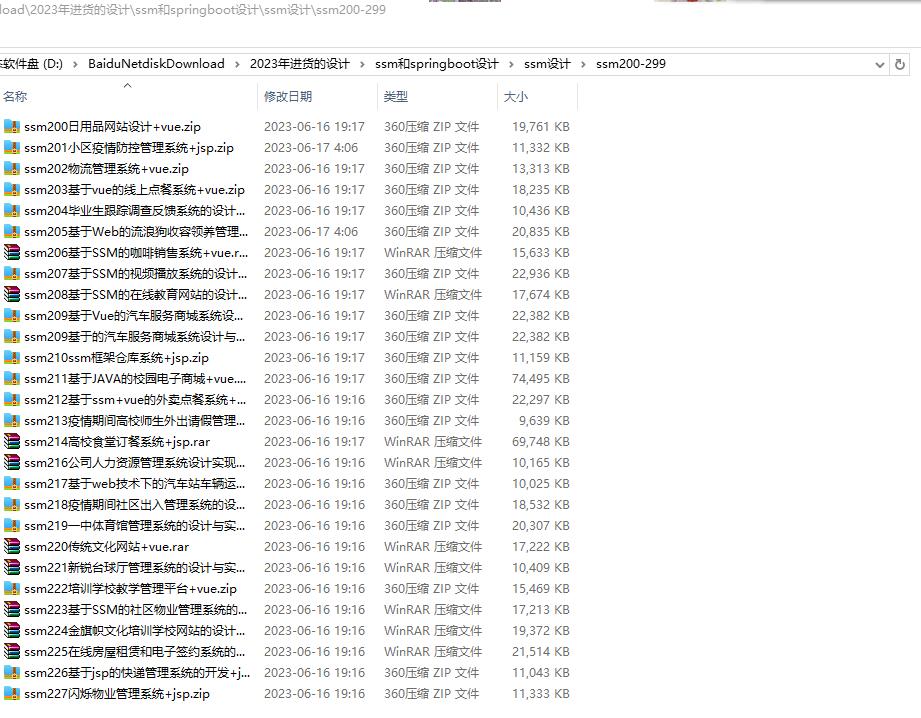 load\2023年进货的设计\ssm和springboot设计\ssm设计\ssm200-299
软件盘 (D:) > BaiduNetdiskDownload > 2023年进货的设计 > ssm和springboot设计 > ssm设计 > ssm200-299
名称 修改日期 类型 大小
ssm200日用品网站设计+vue.zip 2023-06-16 19:17 360压缩 ZIP 文件 19,761 KB
ssm201小区疫情防控管理系统+jsp.zip 2023-06-17 4:06 360压缩 ZIP 文件 11,332 KB
ssm202物流管理系统+vue.zip 2023-06-16 19:17 360压缩 ZIP 文件 13,313 KB
ssm203基于vue的线上点餐系统+vue.zip 2023-06-16 19:17 360压缩 ZIP 文件 18,235 KB
ssm204毕业生跟踪调查反馈系统的设计... 2023-06-16 19:17 360压缩 ZIP 文件 10,436 KB
ssm205基于Web的流浪狗收容领养管理... 2023-06-17 4:06 360压缩 ZIP 文件 20,835 KB
ssm206基于SSM的咖啡销售系统+vue.r... 2023-06-16 19:17 WinRAR 压缩文件 15,633 KB
ssm207基于SSM的视频播放系统的设计... 2023-06-16 19:17 360压缩 ZIP 文件 22,936 KB
ssm208基于SSM的在线教育网站的设计... 2023-06-16 19:17 WinRAR 压缩文件 17,674 KB
ssm209基于Vue的汽车服务商城系统设... 2023-06-16 19:17 360压缩 ZIP 文件 22,382 KB
ssm209基于的汽车服务商城系统设计与... 2023-06-16 19:17 360压缩 ZIP 文件 22,382 KB
ssm210ssm框架仓库系统+jsp.zip 2023-06-16 19:17 360压缩 ZIP 文件 11,159 KB
ssm211基于JAVA的校园电子商城+vue.... 2023-06-16 19:17 360压缩 ZIP 文件 74,495 KB
ssm212基于ssm+vue的外卖点餐系统+... 2023-06-16 19:16 360压缩 ZIP 文件 22,297 KB
ssm213疫情期间高校师生外出请假管理... 2023-06-16 19:16 360压缩 ZIP 文件 9,639 KB
ssm214高校食堂订餐系统+jsp.rar 2023-06-16 19:17 WinRAR 压缩文件 69,748 KB
ssm216公司人力资源管理系统设计实现... 2023-06-16 19:16 WinRAR 压缩文件 10,165 KB
ssm217基于web技术下的汽车站车辆运... 2023-06-16 19:16 360压缩 ZIP 文件 10,025 KB
ssm218疫情期间社区出入管理系统的设... 2023-06-16 19:16 360压缩 ZIP 文件 18,532 KB
ssm219一中体育馆管理系统的设计与实... 2023-06-16 19:16 360压缩 ZIP 文件 20,307 KB
ssm220传统文化网站+vue.rar 2023-06-16 19:16 WinRAR 压缩文件 17,222 KB
ssm221新锐台球厅管理系统的设计与实... 2023-06-16 19:16 WinRAR 压缩文件 10,409 KB
ssm222培训学校教学管理平台+vue.zip 2023-06-16 19:16 360压缩 ZIP 文件 15,469 KB
ssm223基于SSM的社区物业管理系统的... 2023-06-16 19:16 WinRAR 压缩文件 17,213 KB
ssm224金旗帜文化培训学校网站的设计... 2023-06-16 19:16 WinRAR 压缩文件 19,372 KB
ssm225在线房屋租赁和电子签约系统的... 2023-06-16 19:16 WinRAR 压缩文件 21,514 KB
ssm226基于jsp的快递管理系统的开发+j... 2023-06-16 19:16 360压缩 ZIP 文件 11,043 KB
ssm227闪烁物业管理系统+jsp.zip 2023-06-16 19:16 360压缩 ZIP 文件 11,333 KB